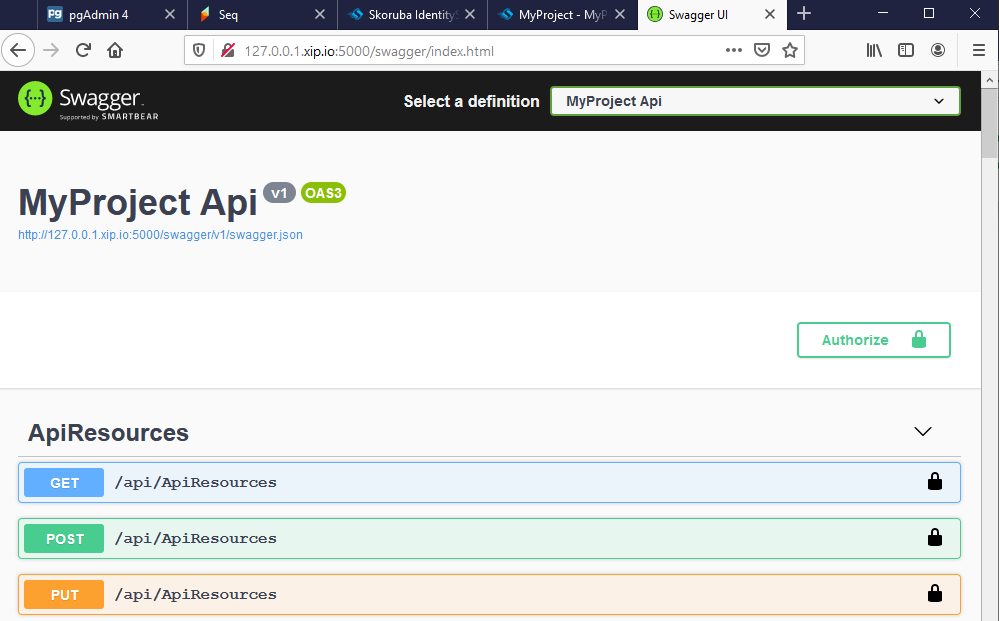 pgAdmin 4
Seq
Skoruba IdentityS
MyProject - MyP
Swagger UI
127.0.0.1.xip.io:5000/swagger/index.html
Swagger
Supported by SMARTBEAR
Select a definition
MyProject Api
MyProject Api v1 OAS3
http://127.0.0.1.xip.io:5000/swagger/v1/swagger.json
Authorize
ApiResources
GET /api/ApiResources
POST /api/ApiResources
PUT /api/ApiResources